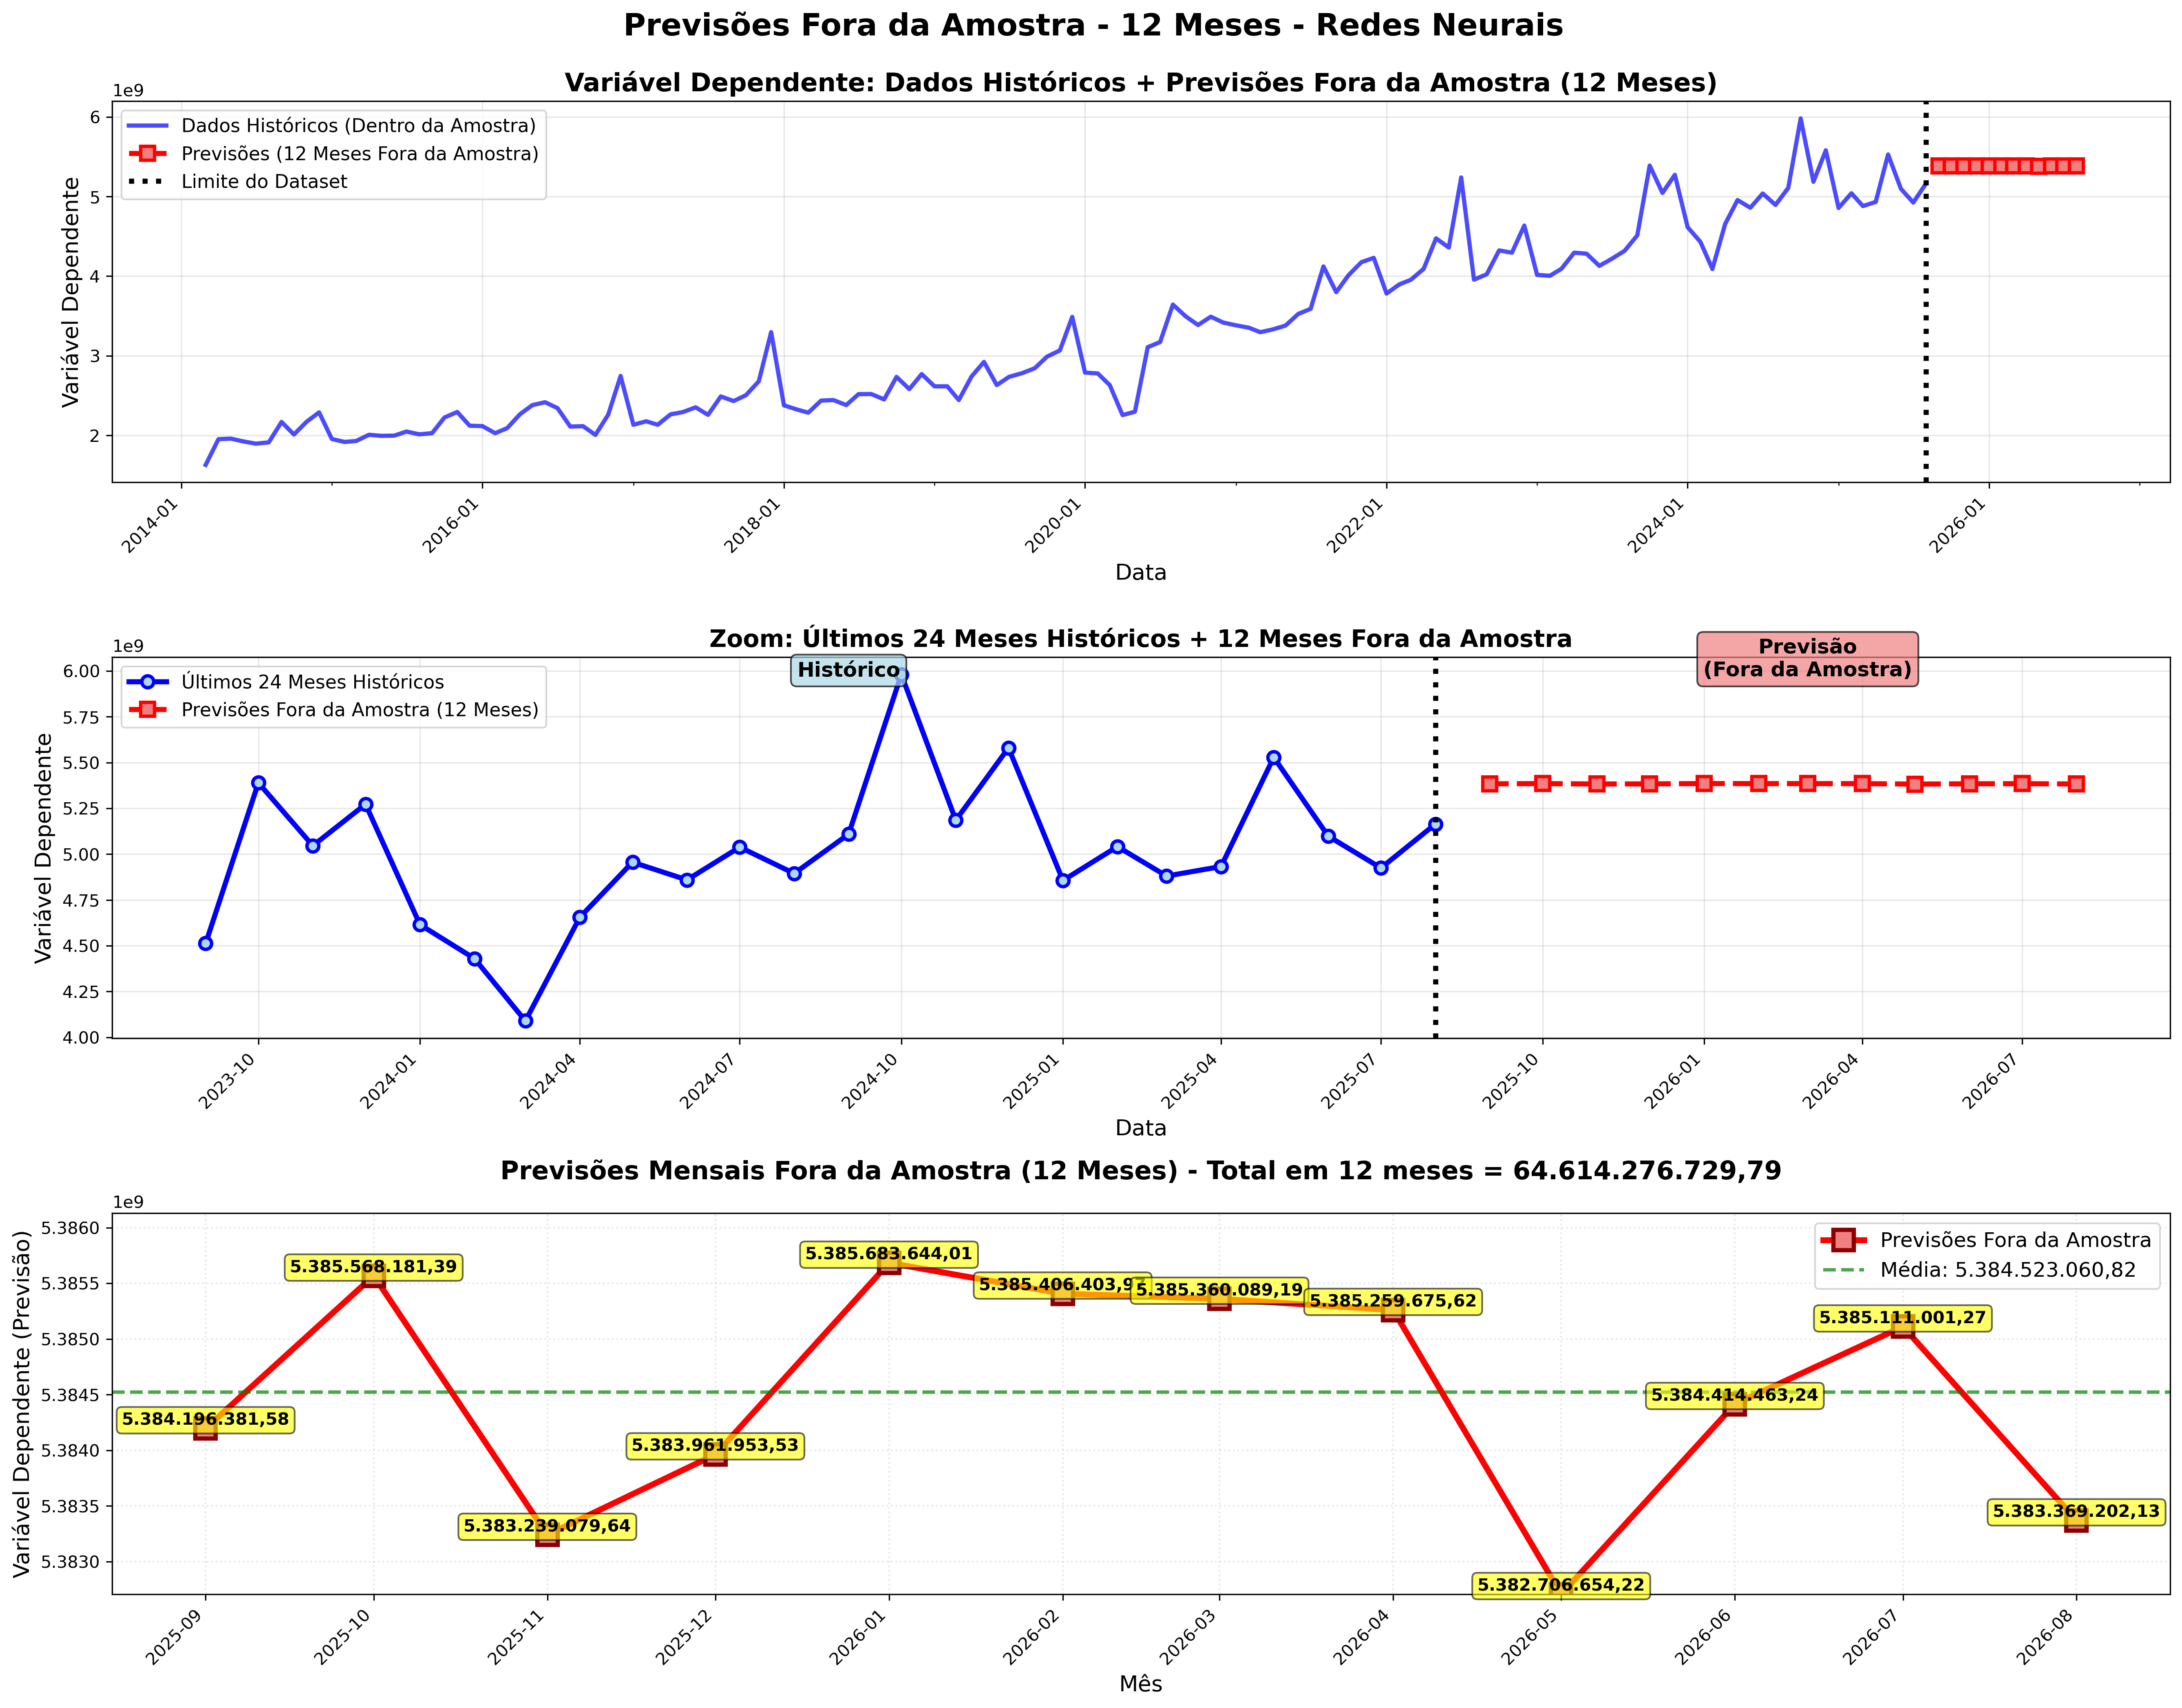 Previsões Fora da Amostra - 12 Meses - Redes Neurais
Variável Dependente: Dados Históricos + Previsões Fora da Amostra (12 Meses)
1e9
Dados Históricos (Dentro da Amostra)
Previsões (12 Meses Fora da Amostra)
Limite do Dataset
Variável Dependente
6
5
4
3
2
2014-01
2016-01
2018-01
2020-01
2022-01
2024-01
2026-01
Data
Zoom: Últimos 24 Meses Históricos + 12 Meses Fora da Amostra
1e9
Últimos 24 Meses Históricos
Previsões Fora da Amostra (12 Meses)
Histórico
Previsão
(Fora da Amostra)
Variável Dependente
6.00
5.75
5.50
5.25
5.00
4.75
4.50
4.25
4.00
2023-10
2024-01
2024-04
2024-07
2024-10
2025-01
2025-04
2025-07
2025-10
2026-01
2026-04
2026-07
Data
Previsões Mensais Fora da Amostra (12 Meses) - Total em 12 meses = 64.614.276.729,79
1e9
Previsões Fora da Amostra
Média: 5.384.523.060,82
Variável Dependente (Previsão)
5.3860
5.3855
5.3850
5.3845
5.3840
5.3835
5.3830
5.384.196.381,58
5.385.568.181,39
5.383.239.079,64
5.383.961.953,53
5.385.683.644,01
5.385.406.403,9
5.385.360.089,19
5.385.259.675,62
5.382.706.654,22
5.384.414.463,24
5.385.111.001,27
5.383.369.202,13
2025-09
2025-10
2025-11
2025-12
2026-01
2026-02
2026-03
2026-04
2026-05
2026-06
2026-07
2026-08
Mês